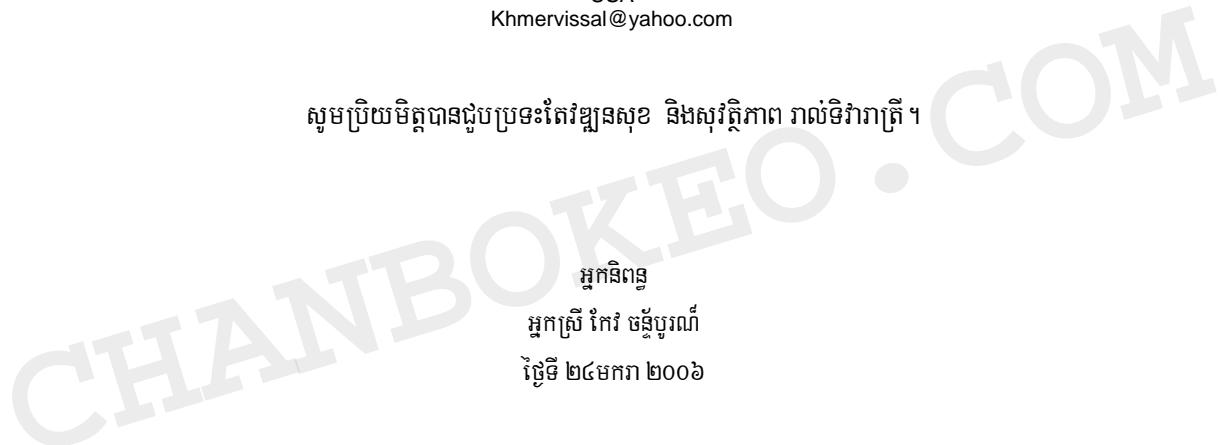 Khmervissal@yahoo.com
សូមប្រិយមិត្តបានជួបប្រទះតែវឌ្ឍនសុខ និងសុវត្ថិភាព រាល់ទិវារាត្រី ។
អ្នកនិពន្ធ
អ្នកស្រី កែវ ចន្ទ័បូរណ៌
ថ្ងៃទី ២៤មករា ២០០៦
CHANBOKEO.COM